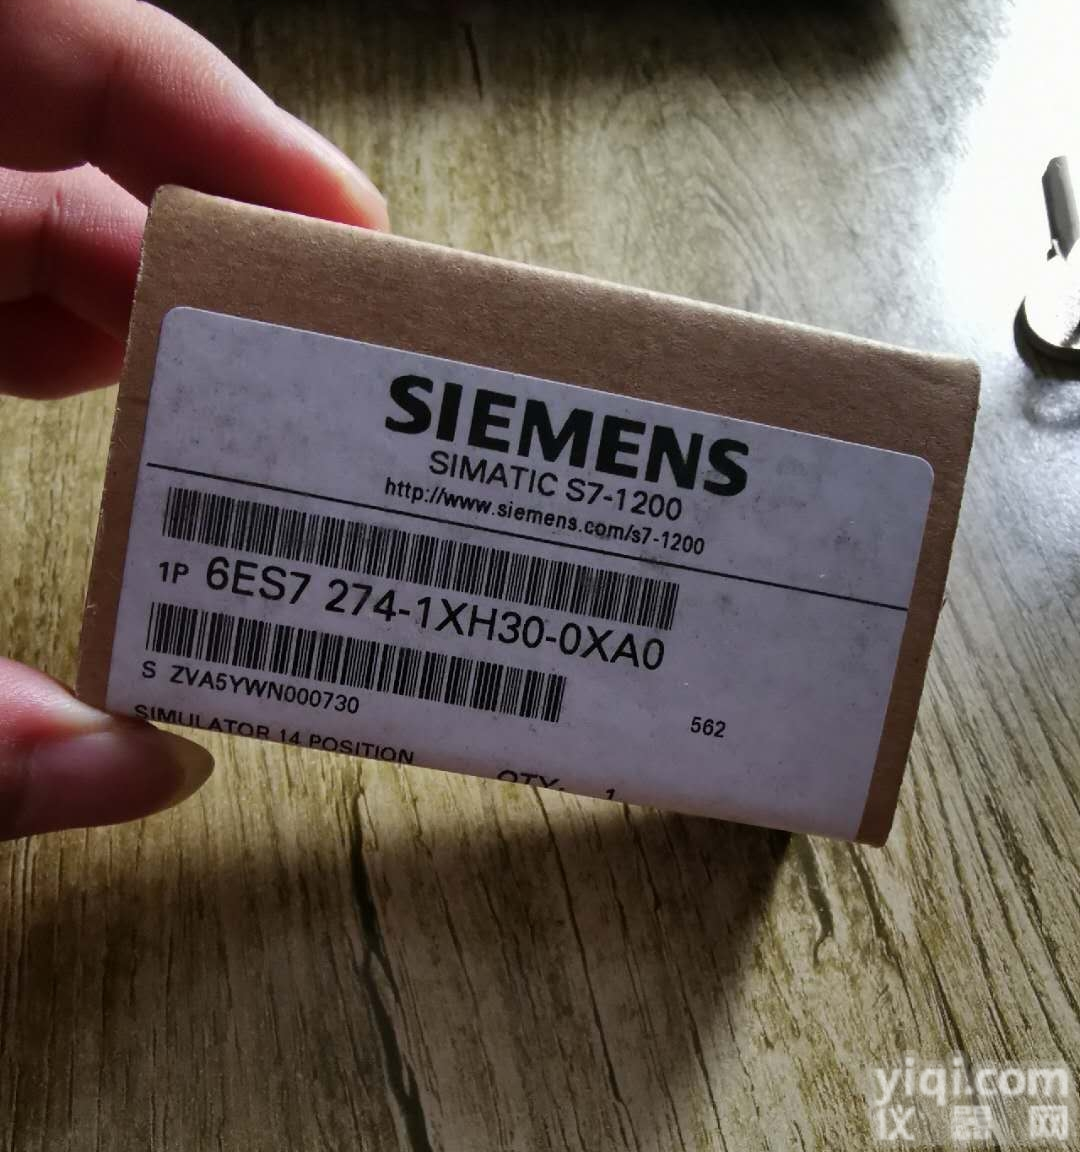 SIEMENS
SIMATIC S7-1200
http://www.siemens.com/s7-1200
1P 6ES7 274-1XH30-0XA0
S ZVA5YWN000730
562
SIMULATOR 14 POSITION
QTY. 1
yiqi.com
仪器网